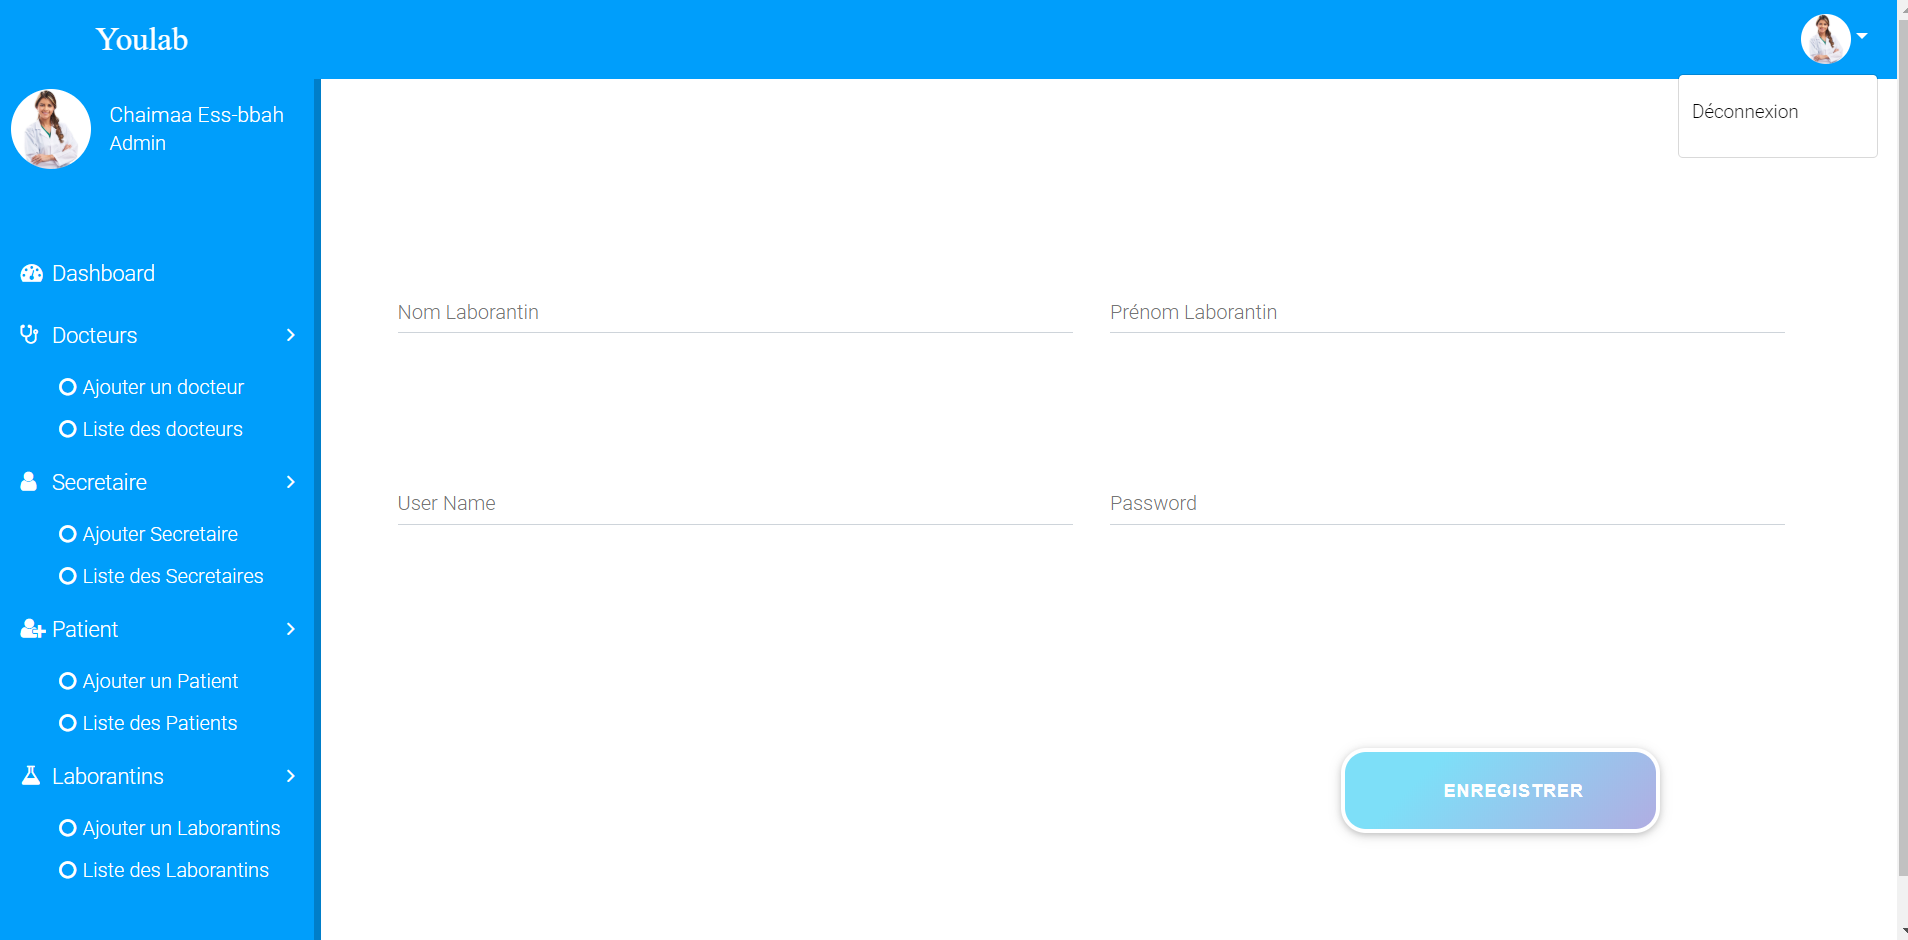 Youlab
Chaimaa Ess-bbah
Admin
Déconnexion
Dashboard
Docteurs
Ajouter un docteur
Liste des docteurs
Secretaire
Ajouter Secretaire
Liste des Secretaires
Patient
Ajouter un Patient
Liste des Patients
Laborantins
Ajouter un Laborantins
Liste des Laborantins
Nom Laborantin
Prénom Laborantin
User Name
Password
ENREGISTRER